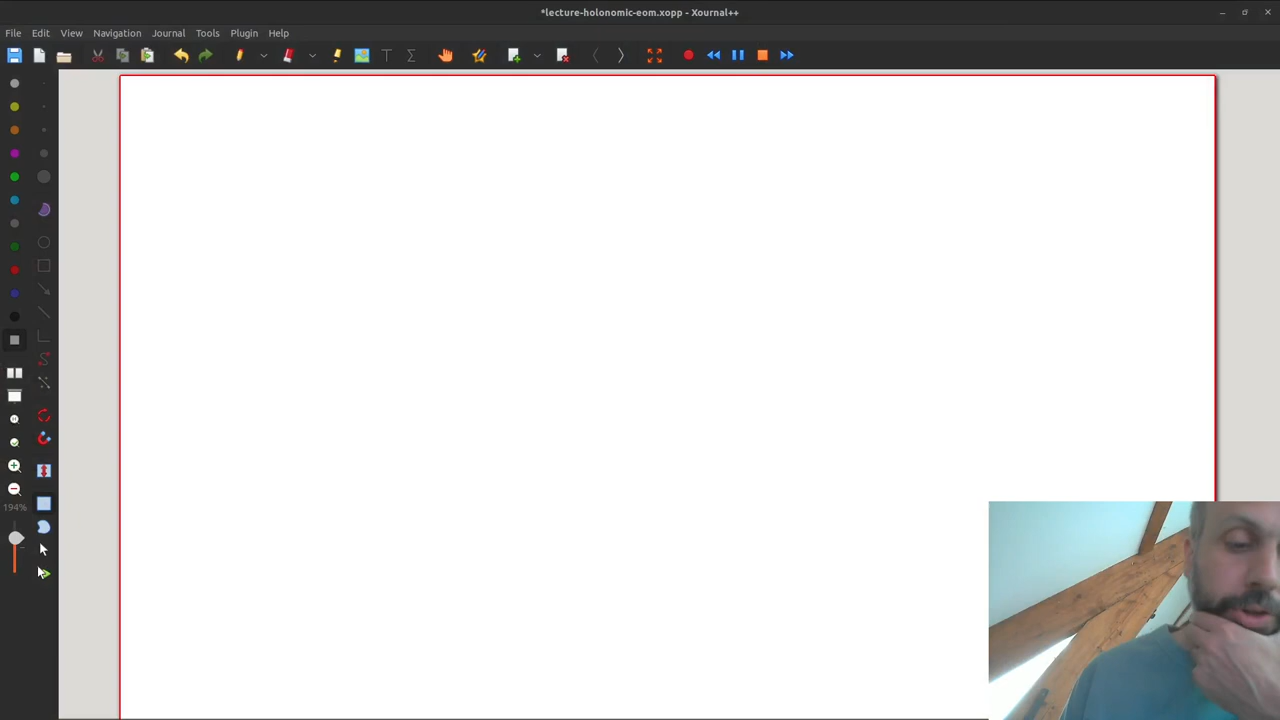 *lecture-holonomic-eom.xopp - Xournal++
File Edit View Navigation Journal Tools Plugin Help
194%